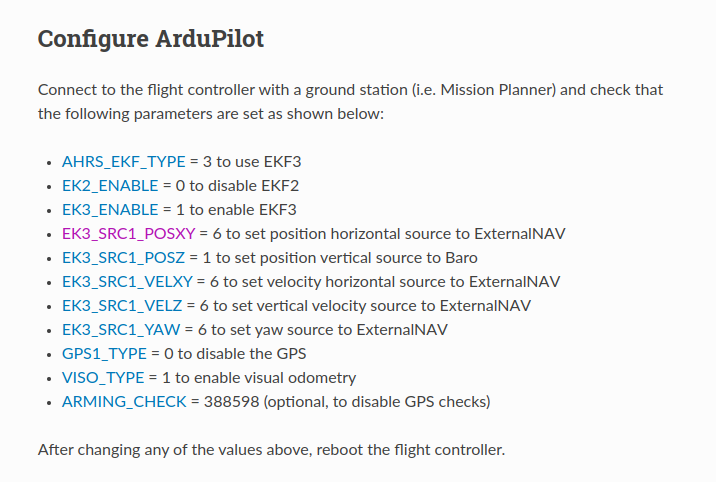 Configure ArduPilot
Connect to the flight controller with a ground station (i.e. Mission Planner) and check that
the following parameters are set as shown below:
• AHRS_EKF_TYPE = 3 to use EKF3
• EK2_ENABLE = 0 to disable EKF2
• EK3_ENABLE = 1 to enable EKF3
• EK3_SRC1_POSXY = 6 to set position horizontal source to ExternalNAV
• EK3_SRC1_POSZ = 1 to set position vertical source to Baro
• EK3_SRC1_VELXY = 6 to set velocity horizontal source to ExternalNAV
• EK3_SRC1_VELZ = 6 to set vertical velocity source to ExternalNAV
• EK3_SRC1_YAW = 6 to set yaw source to ExternalNAV
• GPS1_TYPE = 0 to disable the GPS
• VISO_TYPE = 1 to enable visual odometry
• ARMING_CHECK = 388598 (optional, to disable GPS checks)
After changing any of the values above, reboot the flight controller.